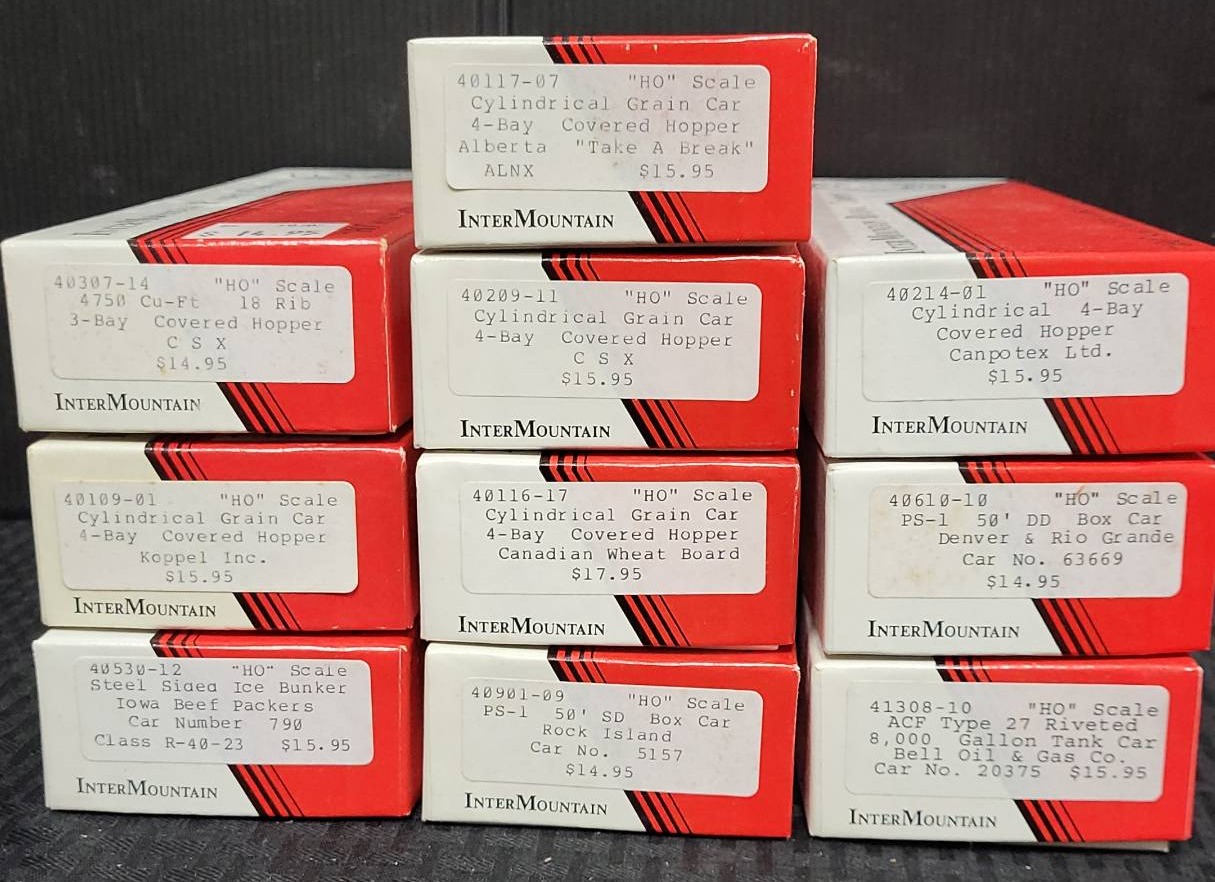 40117-07 "HO" Scale
Cylindrical Grain Car
4-Bay Covered Hopper
Alberta "Take A Break"
ALNX $15.95
INTERMOUNTAIN
40307-14 "HO" Scale
4750 Cu-Ft 18 Rib
3-Bay Covered Hopper
C S X
$14.95
INTERMOUNTAIN
40209-11 "HO" Scale
Cylindrical Grain Car
4-Bay Covered Hopper
C S X
$15.95
INTERMOUNTAIN
40214-01 "HO" Scale
Cylindrical 4-Bay
Covered Hopper
Canpotex Ltd.
$15.95
INTERMOUNTAIN
40109-01 "HO" Scale
Cylindrical Grain Car
4-Bay Covered Hopper
Koppel Inc.
$15.95
INTERMOUNTAIN
40116-17 "HO" Scale
Cylindrical Grain Car
4-Bay Covered Hopper
Canadian Wheat Board
$17.95
INTERMOUNTAIN
40610-10 "HO" Scale
PS-1 50' DD Box Car
Denver & Rio Grande
Car No. 63669
$14.95
INTERMOUNTAIN
40530-12 "HO" Scale
Steel Sided Ice Bunker
Iowa Beef Packers
Car Number 790
Class R-40-23 $15.95
INTERMOUNTAIN
40901-09 "HO" Scale
PS-1 50' SD Box Car
Rock Island
Car No. 5157
$14.95
INTERMOUNTAIN
41308-10 "HO" Scale
ACF Type 27 Riveted
8,000 Gallon Tank Car
Bell Oil & Gas Co.
Car No. 20375 $15.95
INTERMOUNTAIN